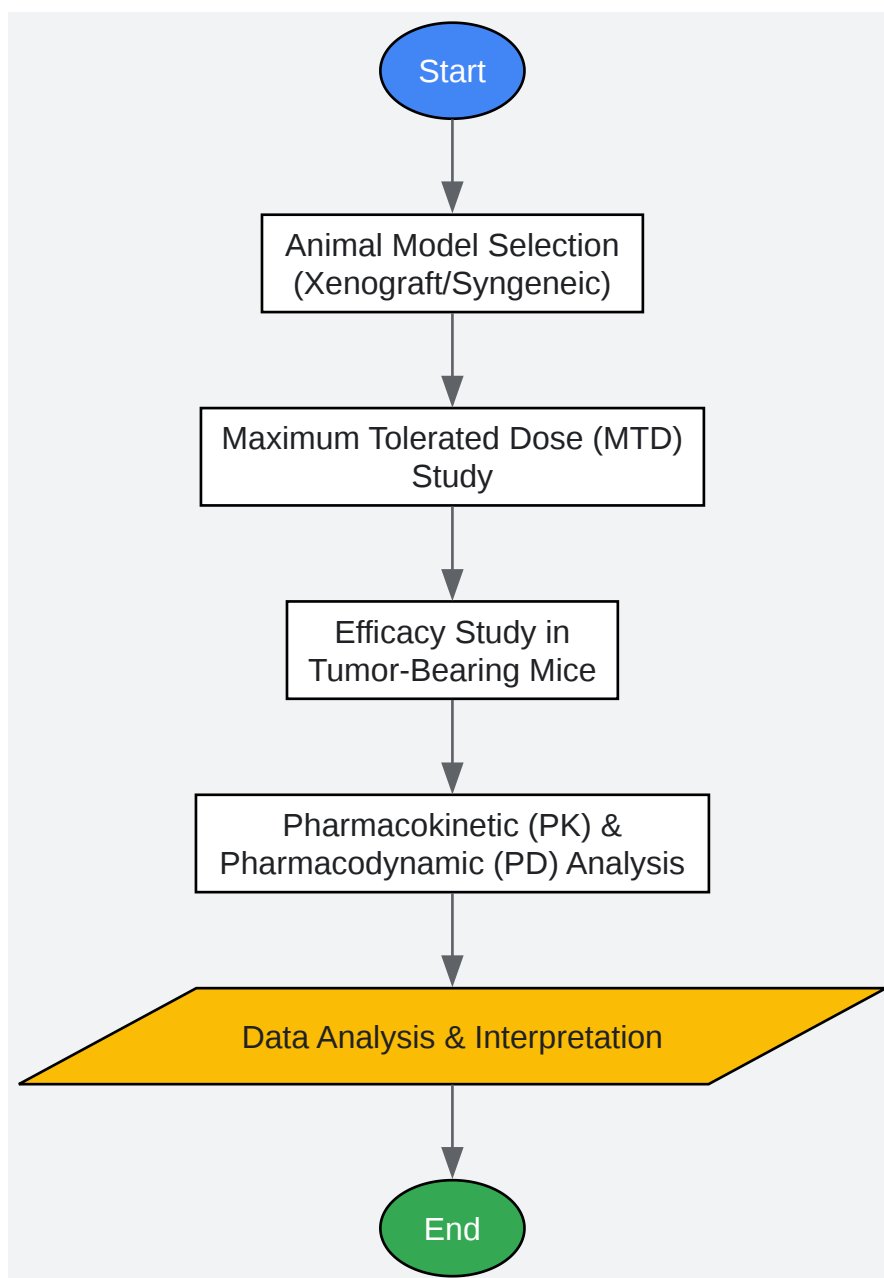 Start
Animal Model Selection
(Xenograft/Syngeneic)
Maximum Tolerated Dose (MTD)
Study
Efficacy Study in
Tumor-Bearing Mice
Pharmacokinetic (PK) &
Pharmacodynamic (PD) Analysis
Data Analysis & Interpretation
End